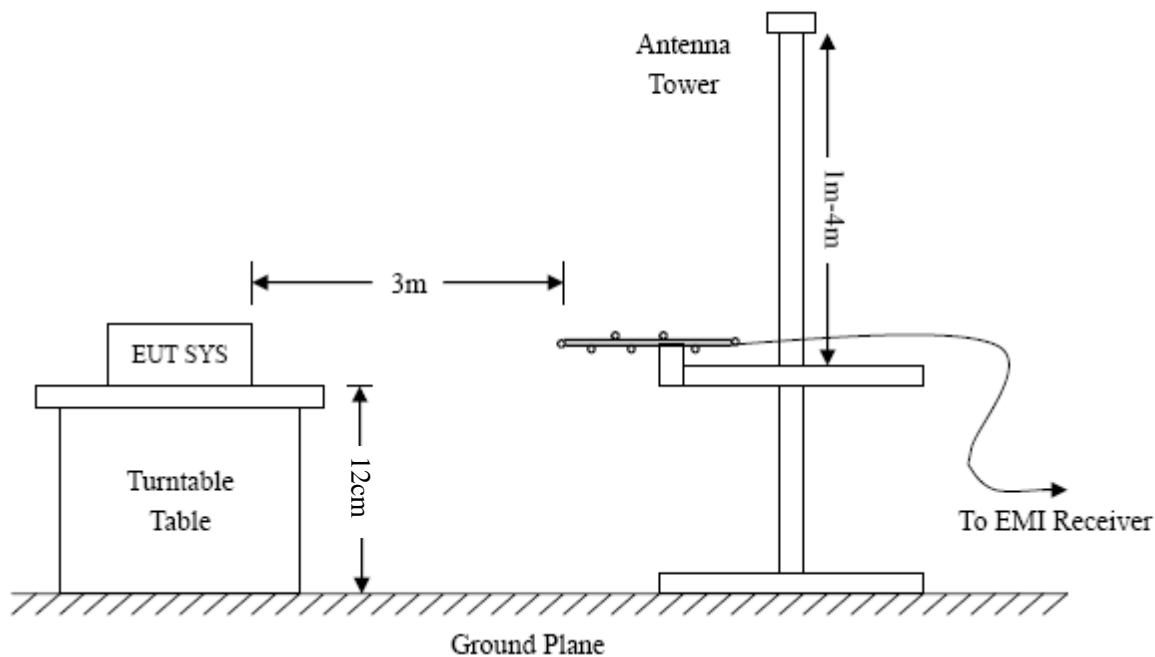 Antenna
Tower
1m-4m
3m
EUT SYS
12cm
Turntable
Table
To EMI Receiver
Ground Plane